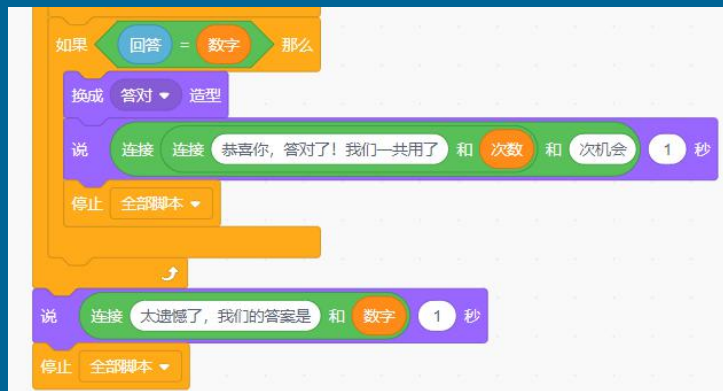 如果 回答 = 数字 那么
换成 答对 造型
说 连接 连接 恭喜你，答对了！我们一共用了 和 次数 和 次机会 1 秒
停止 全部脚本
说 连接 太遗憾了，我们的答案是 和 数字 1 秒
停止 全部脚本